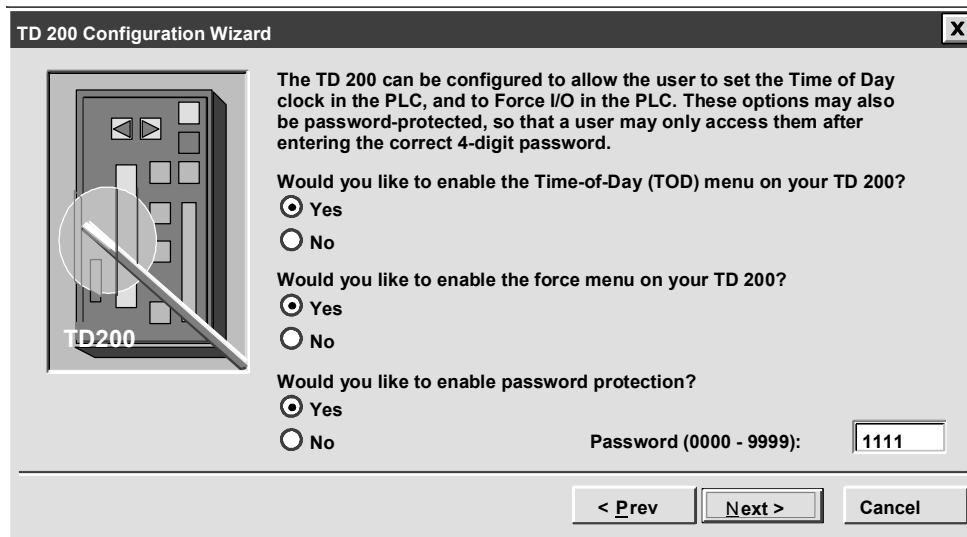 TD 200 Configuration Wizard
X
The TD 200 can be configured to allow the user to set the Time of Day
clock in the PLC, and to Force I/O in the PLC. These options may also
be password-protected, so that a user may only access them after
entering the correct 4-digit password.
Would you like to enable the Time-of-Day (TOD) menu on your TD 200?
Yes
No
Would you like to enable the force menu on your TD 200?
Yes
No
TD200
Would you like to enable password protection?
Yes
No
Password (0000 - 9999):
1111
< Prev
Next >
Cancel